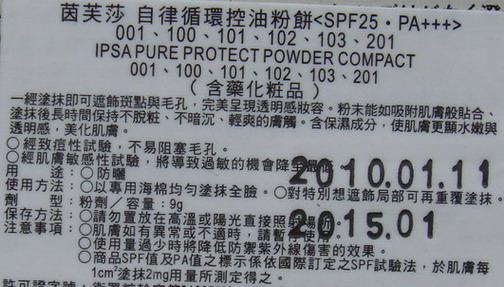 茵芙莎 自律循環控油粉餅<SPF25・PA+++>
001、100、101、102、103、201
IPSA PURE PROTECT POWDER COMPACT
001、100、101、102、103、201
(含藥化粧品)
一經塗抹即可遮飾斑點與毛孔,完美呈現透明感妝容。粉末能如吸附肌膚般貼合、
塗抹後長時間保持不脫粧、不暗沉、輕爽的膚觸。含保濕成分,使肌膚更顯水嫩與
透明感,美化肌膚。
○經致痘性試驗,不易阻塞毛孔。
○經肌膚敏感性試驗,將導致過敏的機會降
2010.01.11
用 途:○防曬
使用方法:○以專用海棉均勻塗抹全臉。○對特別想遮飾局部可再重覆塗抹。
劑 型:粉劑/容量:9g
2015.01
保存方法:○請勿置放在高溫或陽光直接照射
注意事項:○肌膚如有異常或不適時,請暫停使用
○使用量過少時將降低防禦紫外線傷害的效果。
○商品SPF值及PA值之標示係依國際訂定之SPF試驗法,於肌膚每
1cm²塗抹2mg用量所測定得之。